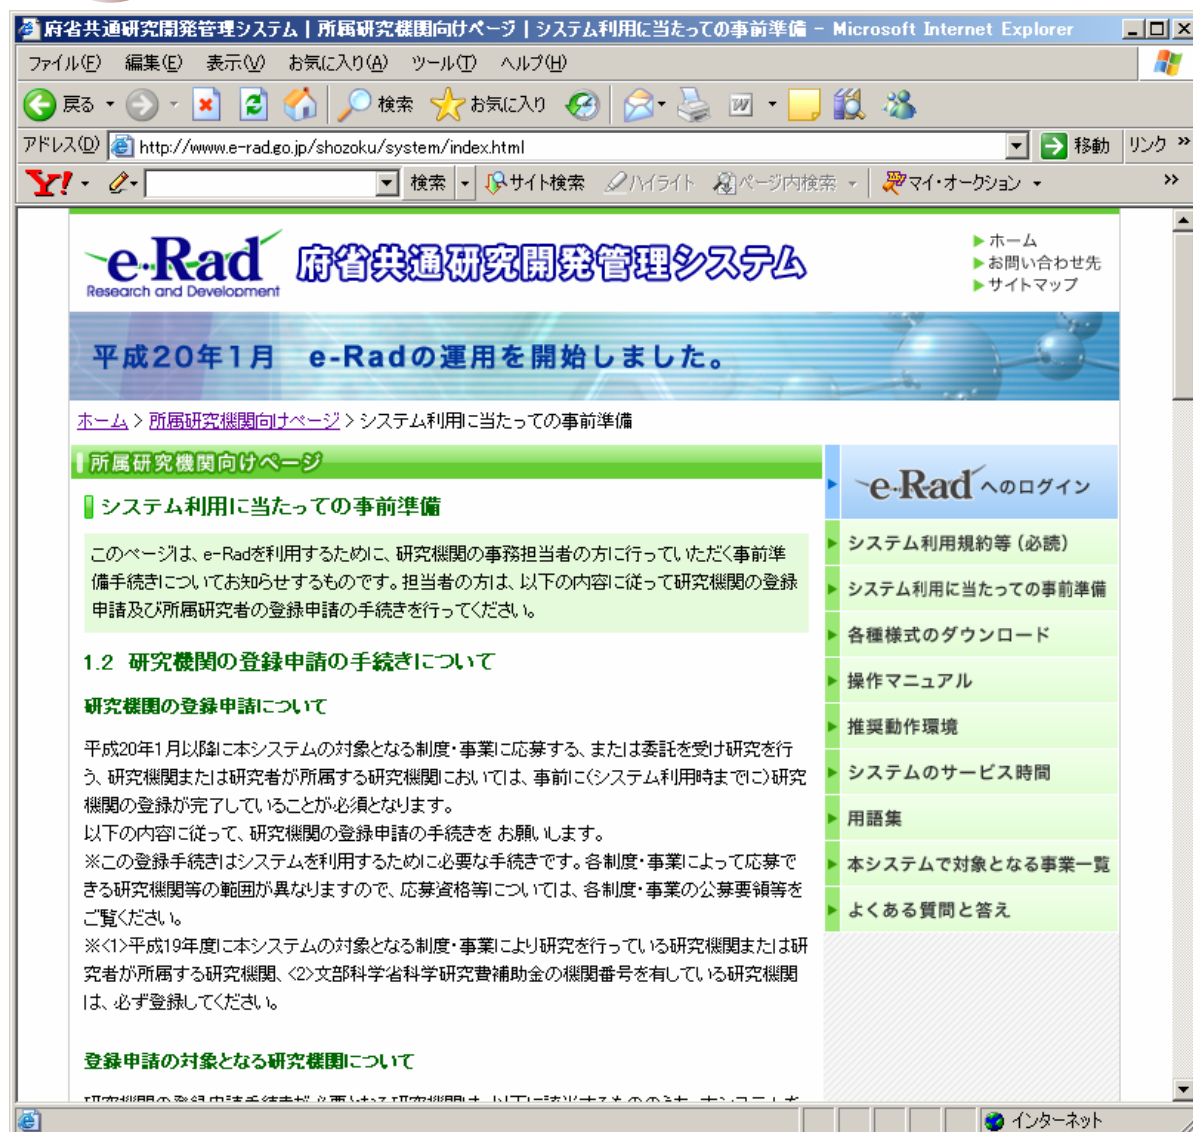 府省共通研究開発管理システム | 所属研究機関向けページ | システム利用に当たっての事前準備 - Microsoft Internet Explorer
ファイル(F) 編集(E) 表示(V) お気に入り(A) ツール(T) ヘルプ(H)
戻る 検索 お気に入り
アドレス(D) http://www.e-rad.go.jp/shozoku/system/index.html 移動 リンク »
Y! 検索 サイト検索 ハイライト ページ内検索 マイ・オークション »
e-Rad 府省共通研究開発管理システム
Research and Development
ホーム
お問い合わせ先
サイトマップ
平成20年1月 e-Radの運用を開始しました。
ホーム > 所属研究機関向けページ > システム利用に当たっての事前準備
所属研究機関向けページ
システム利用に当たっての事前準備
このページは、e-Radを利用するために、研究機関の事務担当者の方に行っていただく事前準
備手続きについてお知らせするものです。担当者の方は、以下の内容に従って研究機関の登録
申請及び所属研究者の登録申請の手続きを行ってください。
1.2 研究機関の登録申請の手続きについて
研究機関の登録申請について
平成20年1月以降に本システムの対象となる制度・事業に応募する、または委託を受け研究を行
う、研究機関または研究者が所属する研究機関においては、事前に(システム利用時までに)研究
機関の登録が完了していることが必須となります。
以下の内容に従って、研究機関の登録申請の手続きを お願いします。
※この登録手続きはシステムを利用するために必要な手続きです。各制度・事業によって応募で
きる研究機関等の範囲が異なりますので、応募資格等については、各制度・事業の公募要領等を
ご覧ください。
※<1>平成19年度に本システムの対象となる制度・事業により研究を行っている研究機関または研
究者が所属する研究機関、<2>文部科学省科学研究費補助金の機関番号を有している研究機関
は、必ず登録してください。
登録申請の対象となる研究機関について
e-Rad へのログイン
システム利用規約等（必読）
システム利用に当たっての事前準備
各種様式のダウンロード
操作マニュアル
推奨動作環境
システムのサービス時間
用語集
本システムで対象となる事業一覧
よくある質問と答え
インターネット